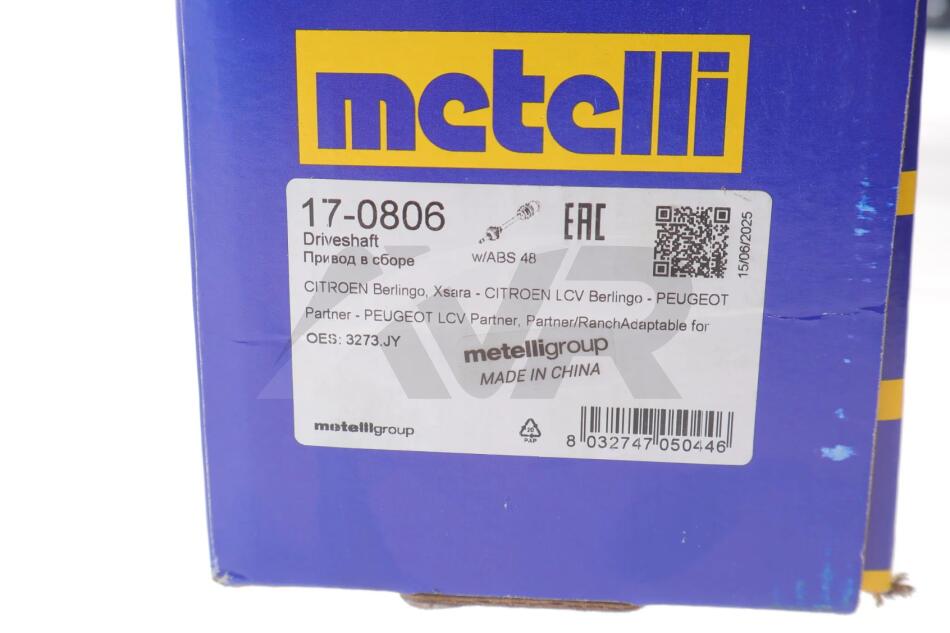 metelli
17-0806
Driveshaft
Привод в сборе
w/ABS 48
EAC
15/06/2025
CITROEN Berlingo, Xsara - CITROEN LCV Berlingo - PEUGEOT
Partner - PEUGEOT LCV Partner, Partner/RanchAdaptable for
OES: 3273.JY
metelligroup
MADE IN CHINA
metelligroup
20
PAP
8 032747 050446
AVR